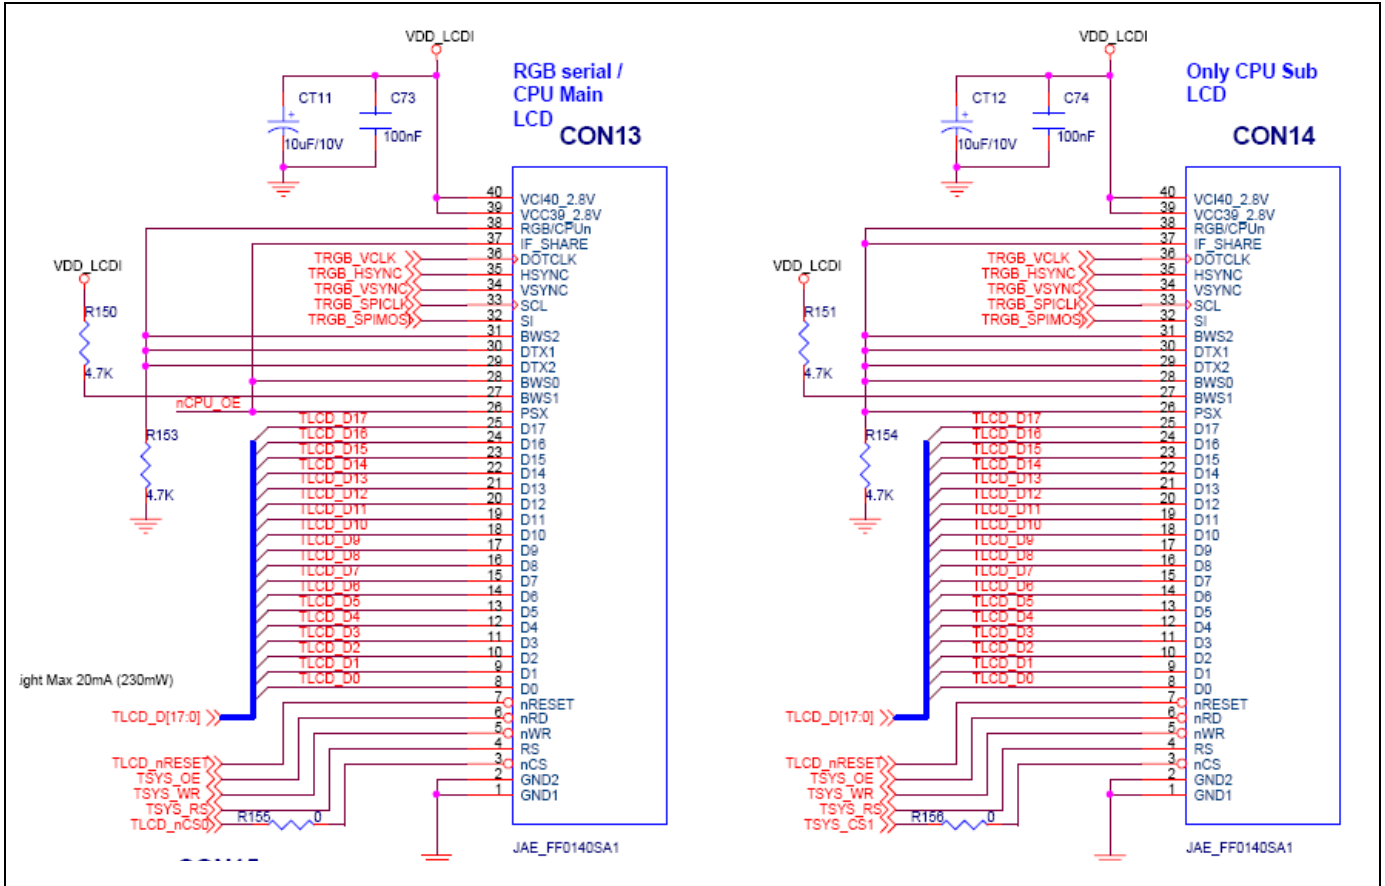 VDD_LCDI
RGB serial /
CPU Main
LCD
CON13
CT11
C73
10uF/10V
100nF
40 VCI40_2.8V
39 VCC39_2.8V
38 RGB/CPUn
37 IF_SHARE
TRGB_VCLK 36 DOTCLK
TRGB_HSYNC 35 HSYNC
TRGB_VSYNC 34 VSYNC
TRGB_SPICLK 33 SCL
TRGB_SPIMOSI 32 SI
31 BWS2
30 DTX1
29 DTX2
28 BWS0
27 BWS1
nCPU_OE 26 PSX
TLCD_D17 25 D17
TLCD_D16 24 D16
TLCD_D15 23 D15
TLCD_D14 22 D14
TLCD_D13 21 D13
TLCD_D12 20 D12
TLCD_D11 19 D11
TLCD_D10 18 D10
TLCD_D9 17 D9
TLCD_D8 16 D8
TLCD_D7 15 D7
TLCD_D6 14 D6
TLCD_D5 13 D5
TLCD_D4 12 D4
TLCD_D3 11 D3
TLCD_D2 10 D2
TLCD_D1 9 D1
TLCD_D0 8 D0
7 nRESET
6 nRD
5 nWR
4 RS
3 nCS
2 GND2
1 GND1
VDD_LCDI
R150
4.7K
R153
4.7K
ight Max 20mA (230mW)
TLCD_D[17:0]
TLCD_nRESET
TSYS_OE
TSYS_WR
TSYS_RS
TLCD_nCS0
R155 0
JAE_FF0140SA1
VDD_LCDI
Only CPU Sub
LCD
CON14
CT12
C74
10uF/10V
100nF
40 VCI40_2.8V
39 VCC39_2.8V
38 RGB/CPUn
37 IF_SHARE
TRGB_VCLK 36 DOTCLK
TRGB_HSYNC 35 HSYNC
TRGB_VSYNC 34 VSYNC
TRGB_SPICLK 33 SCL
TRGB_SPIMOSI 32 SI
31 BWS2
30 DTX1
29 DTX2
28 BWS0
27 BWS1
26 PSX
TLCD_D17 25 D17
TLCD_D16 24 D16
TLCD_D15 23 D15
TLCD_D14 22 D14
TLCD_D13 21 D13
TLCD_D12 20 D12
TLCD_D11 19 D11
TLCD_D10 18 D10
TLCD_D9 17 D9
TLCD_D8 16 D8
TLCD_D7 15 D7
TLCD_D6 14 D6
TLCD_D5 13 D5
TLCD_D4 12 D4
TLCD_D3 11 D3
TLCD_D2 10 D2
TLCD_D1 9 D1
TLCD_D0 8 D0
7 nRESET
6 nRD
5 nWR
4 RS
3 nCS
2 GND2
1 GND1
VDD_LCDI
R151
4.7K
R154
4.7K
TLCD_D[17:0]
TLCD_nRESET
TSYS_OE
TSYS_WR
TSYS_RS
TSYS_CS1
R156 0
JAE_FF0140SA1